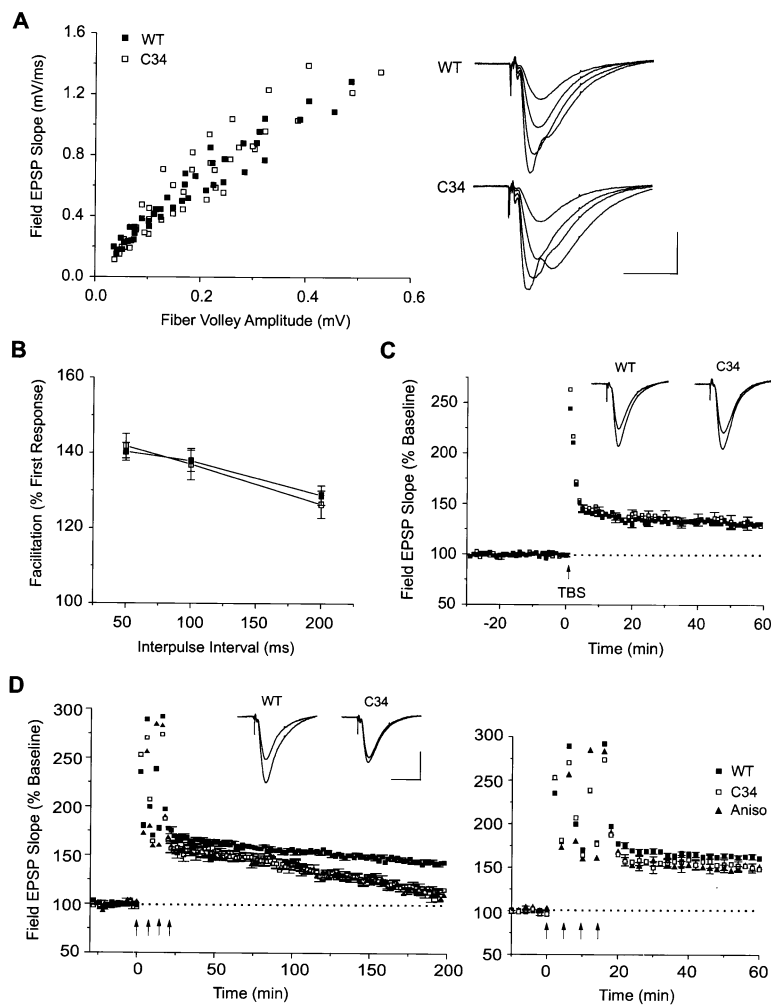 A
WT
C34
Field EPSP Slope (mV/ms)
1.6
1.2
0.8
0.4
0.0
0.0 0.2 0.4 0.6
Fiber Volley Amplitude (mV)
WT
C34
B
Facilitation (% First Response)
160
140
120
100
50 100 150 200
Interpulse Interval (ms)
C
Field EPSP Slope (% Baseline)
250
200
150
100
50
WT C34
TBS
-20 0 20 40 60
Time (min)
D
Field EPSP Slope (% Baseline)
300
250
200
150
100
50
WT C34
0 50 100 150 200
Time (min)
300
250
200
150
100
50
WT
C34
Aniso
0 20 40 60
Time (min)